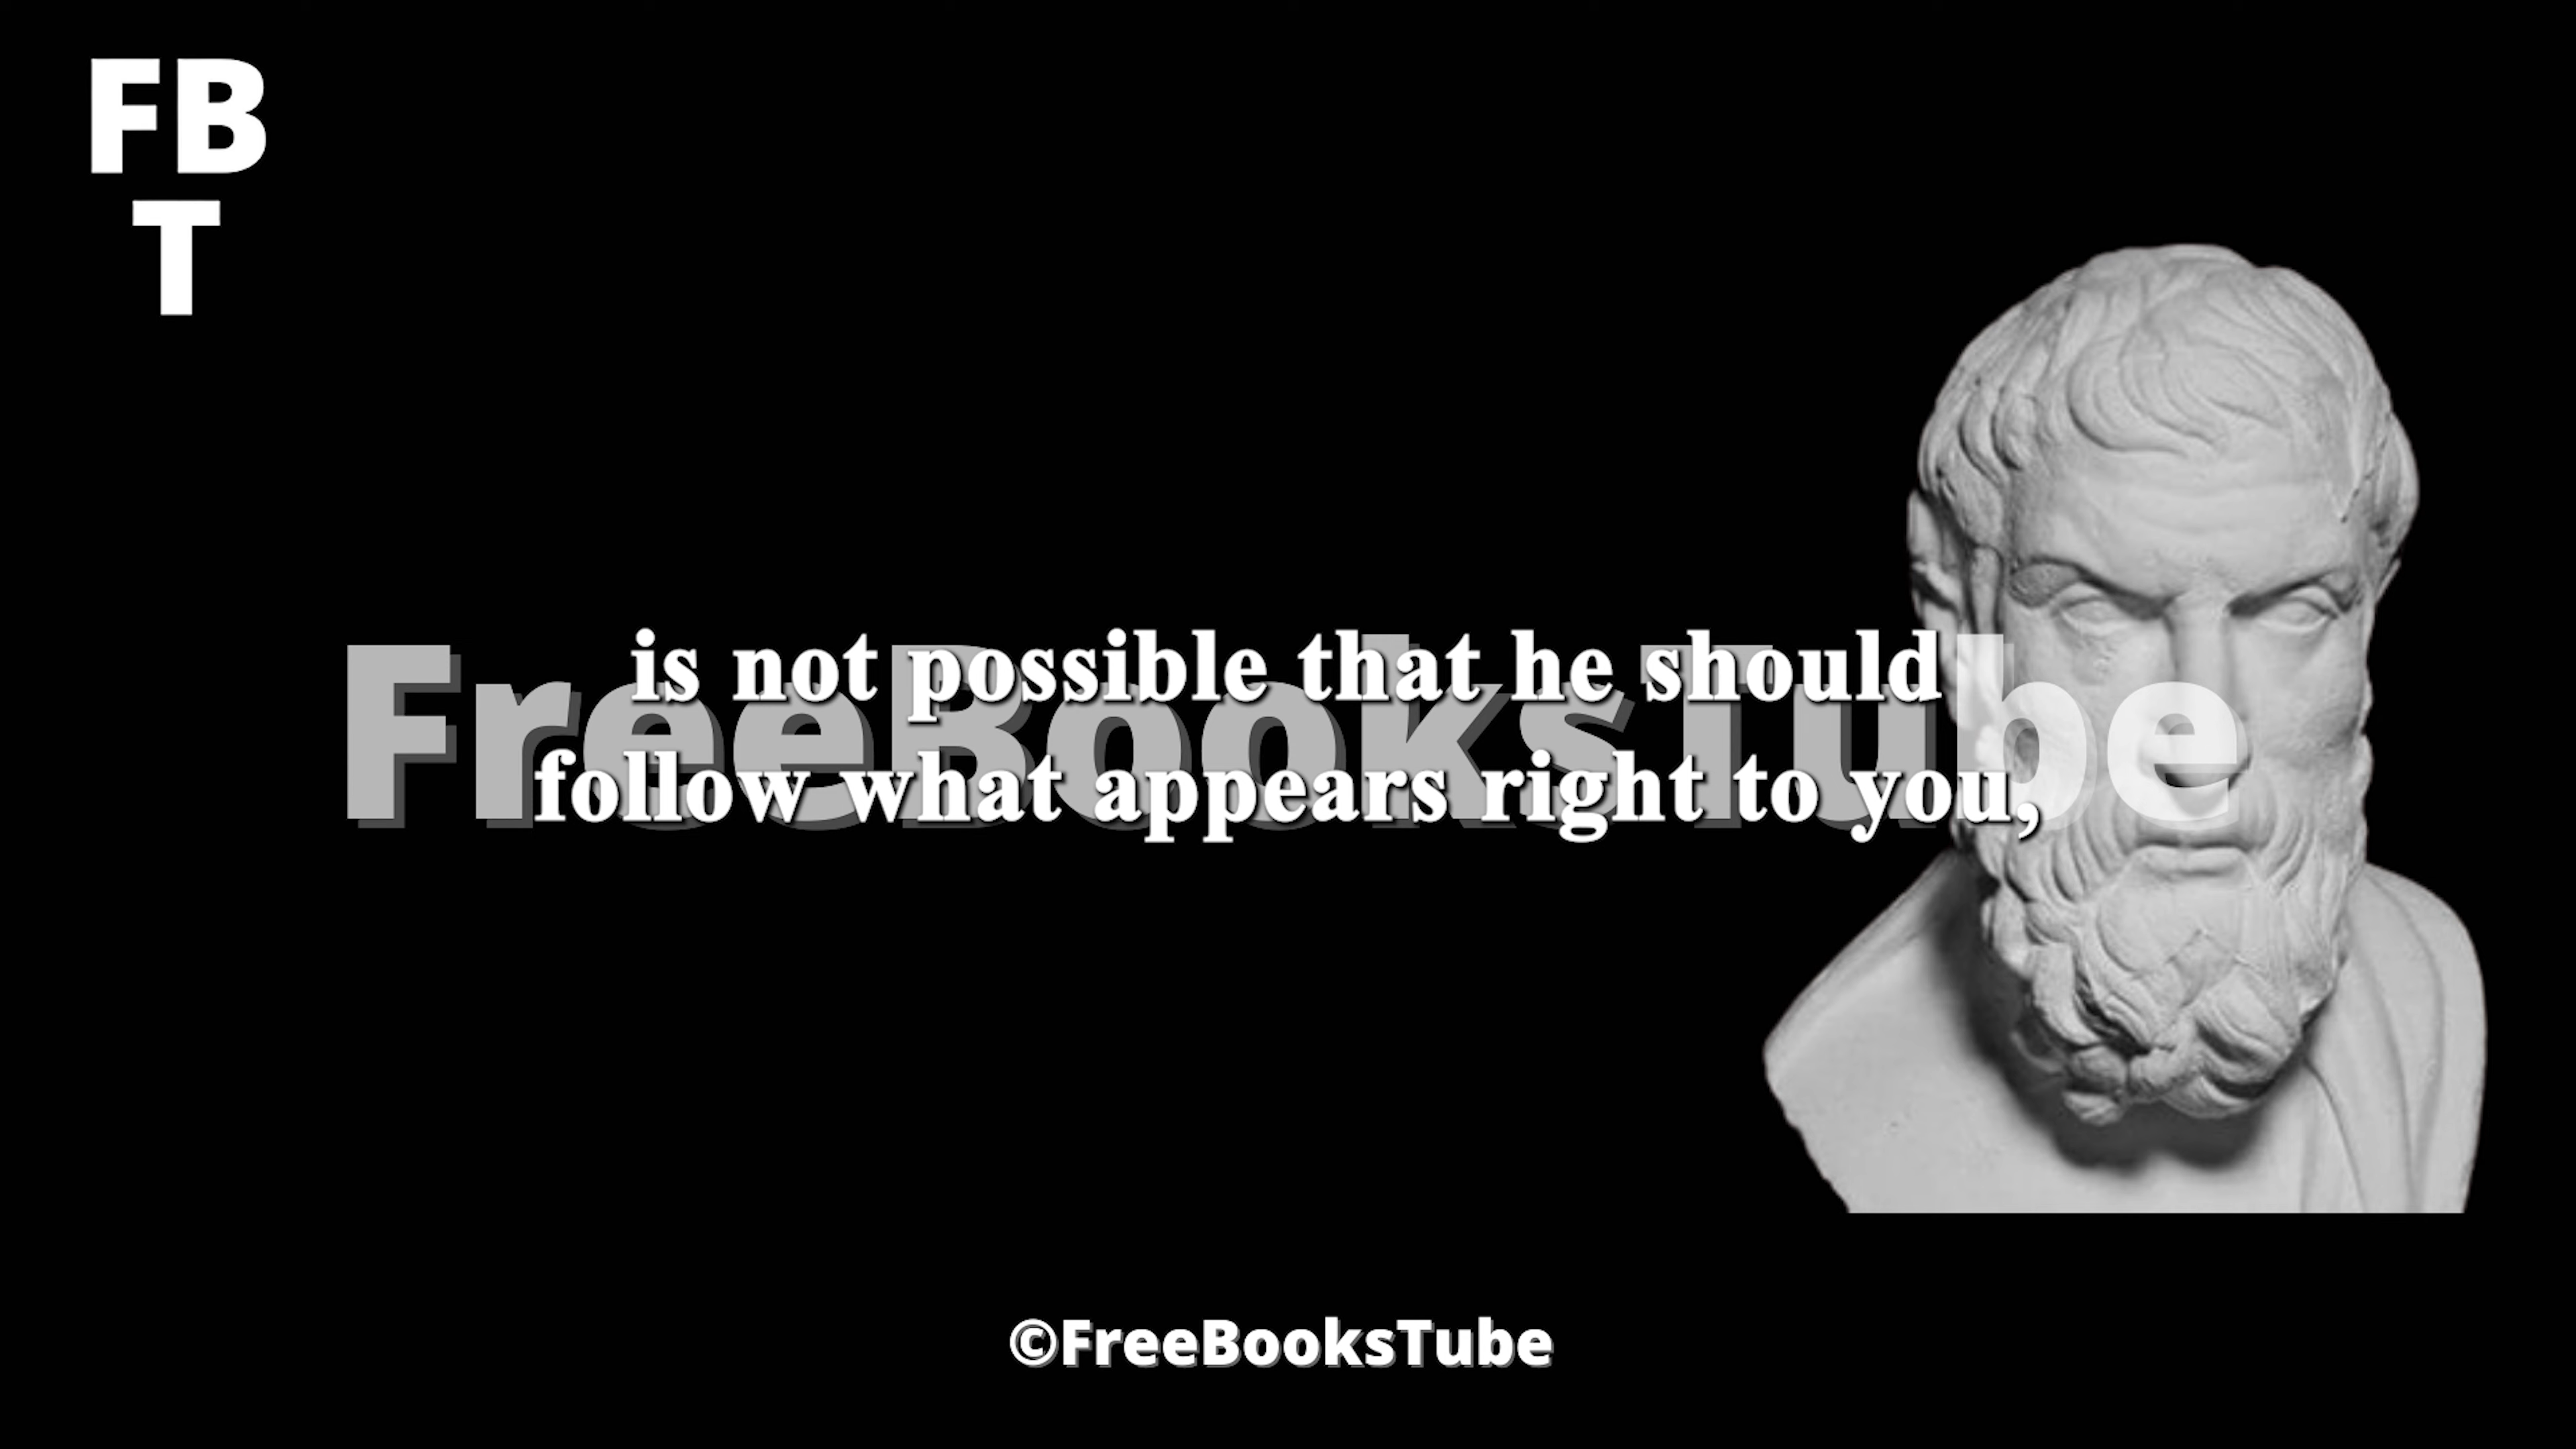 FB
T
is not possible that he should
FreeBooksTube
follow what appears right to you,
©FreeBooksTube